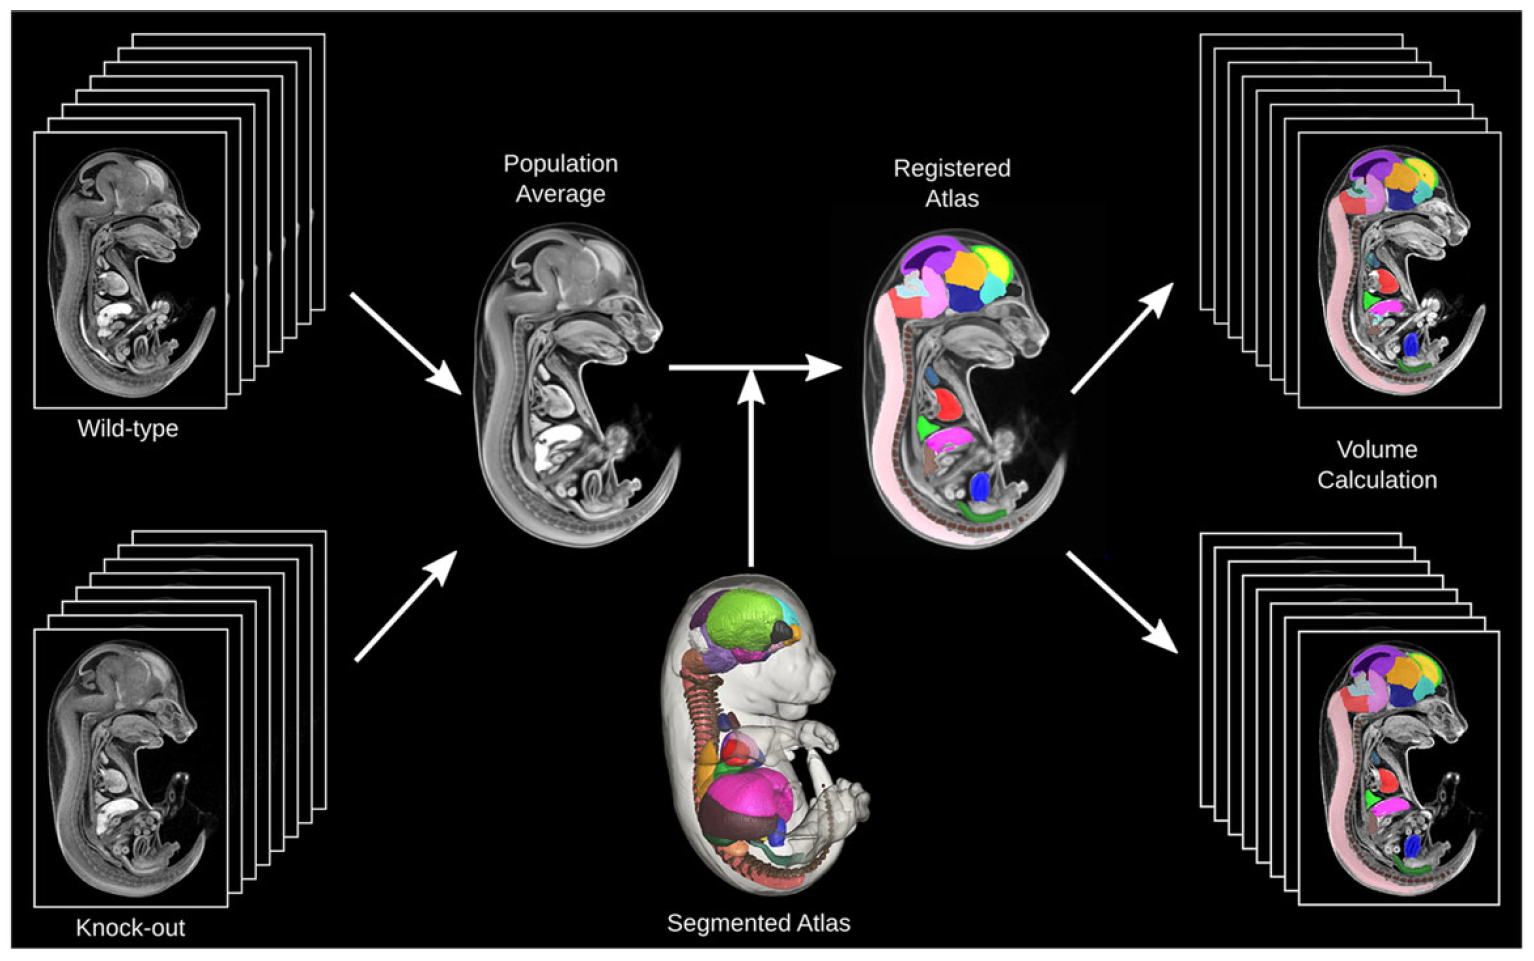 Wild-type
Knock-out
Population
Average
Segmented Atlas
Registered
Atlas
Volume
Calculation